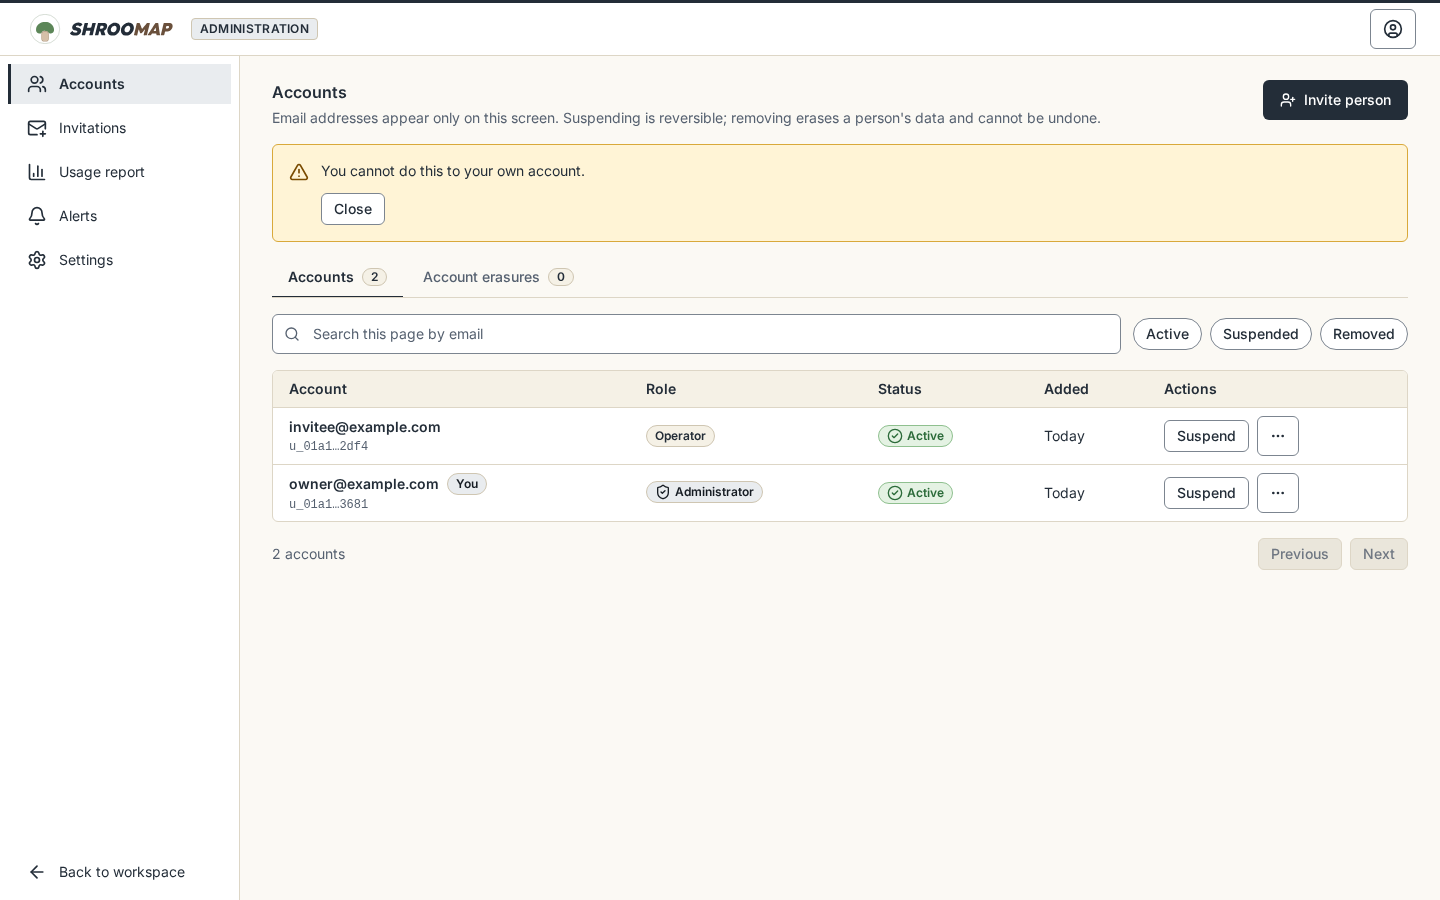 SHROOMAP ADMINISTRATION
Accounts
Invitations
Usage report
Alerts
Settings
Back to workspace
Accounts
Invite person
Email addresses appear only on this screen. Suspending is reversible; removing erases a person's data and cannot be undone.
You cannot do this to your own account.
Close
Accounts 2 Account erasures 0
Search this page by email Active Suspended Removed
Account Role Status Added Actions
invitee@example.com
u_01a1…2df4
Operator Active Today Suspend ...
owner@example.com You
u_01a1…3681
Administrator Active Today Suspend ...
2 accounts Previous Next